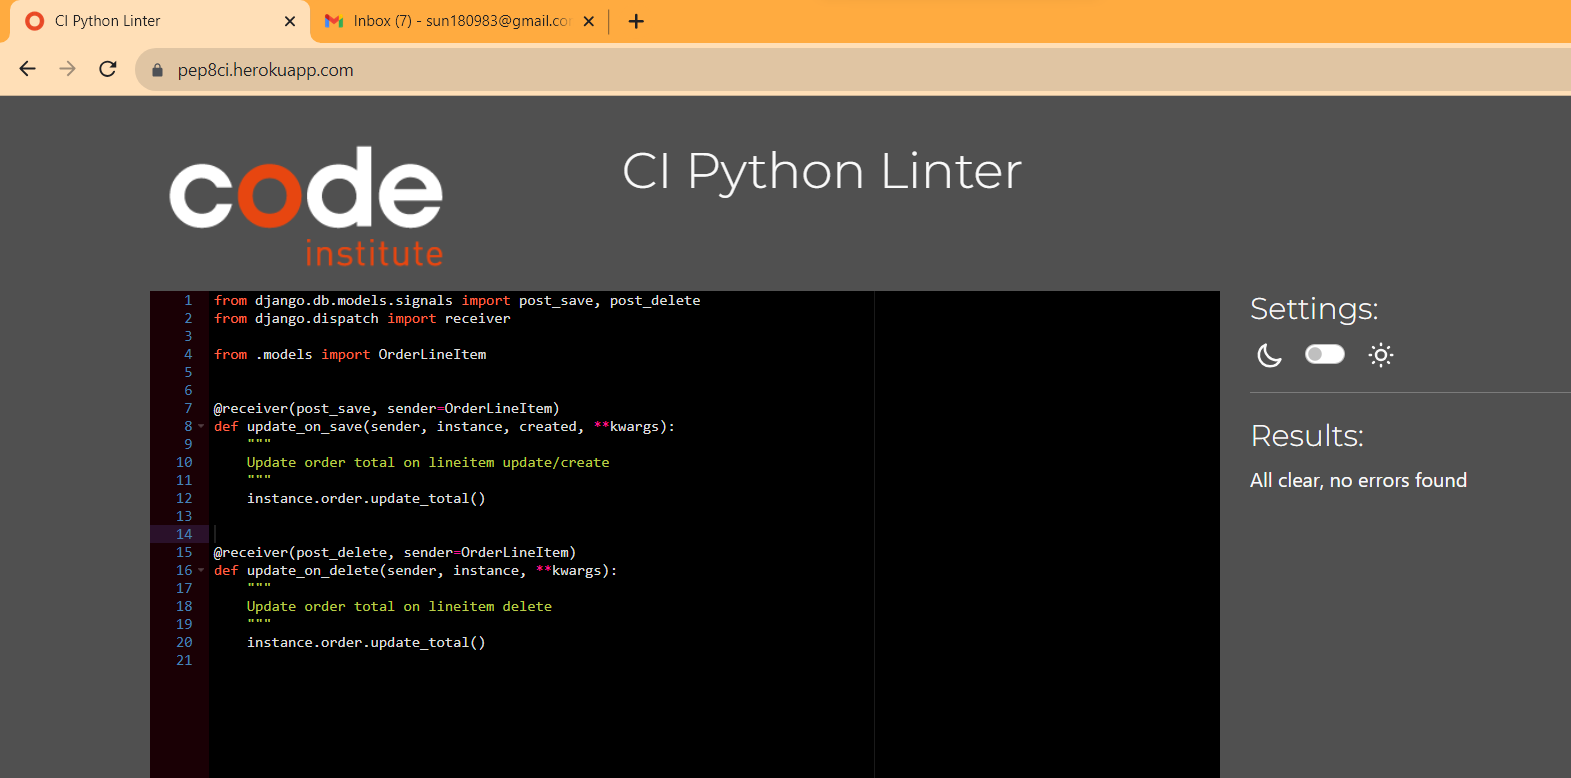 CI Python Linter
Inbox (7) - sun180983@gmail.co
pep8ci.herokuapp.com
code
institute
CI Python Linter
1 from django.db.models.signals import post_save, post_delete
2 from django.dispatch import receiver
3
4 from .models import OrderLineItem
5
6
7 @receiver(post_save, sender=OrderLineItem)
8 def update_on_save(sender, instance, created, **kwargs):
9     """
10     Update order total on lineitem update/create
11     """
12     instance.order.update_total()
13
14
15 @receiver(post_delete, sender=OrderLineItem)
16 def update_on_delete(sender, instance, **kwargs):
17     """
18     Update order total on lineitem delete
19     """
20     instance.order.update_total()
21
Settings:
Results:
All clear, no errors found